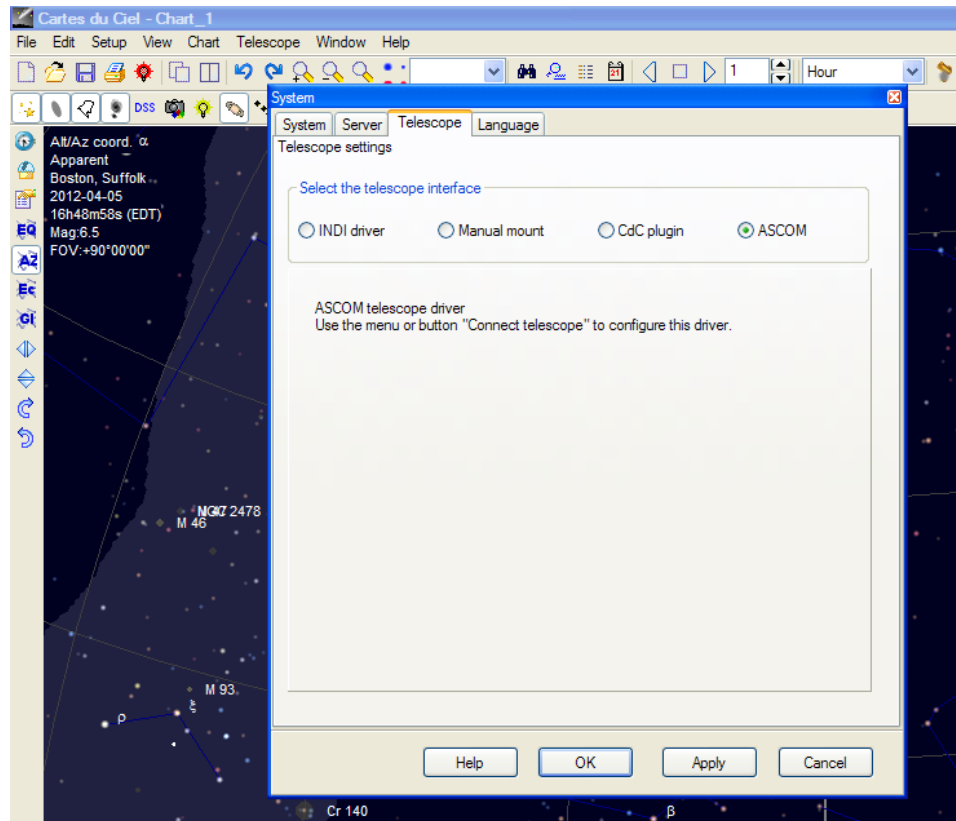 Cartes du Ciel - Chart_1
File Edit Setup View Chart Telescope Window Help
21 1 Hour
DSS
System
System Server Telescope Language
Telescope settings
Select the telescope interface
INDI driver Manual mount CdC plugin ASCOM
ASCOM telescope driver
Use the menu or button "Connect telescope" to configure this driver.
Help OK Apply Cancel
Alt/Az coord. α
Apparent
Boston, Suffolk
2012-04-05
16h48m58s (EDT)
Mag:6.5
FOV:+90°00'00"
EQ
AZ
Ec
Gl
2478
M 46
M 93
ξ
ρ
Cr 140
β